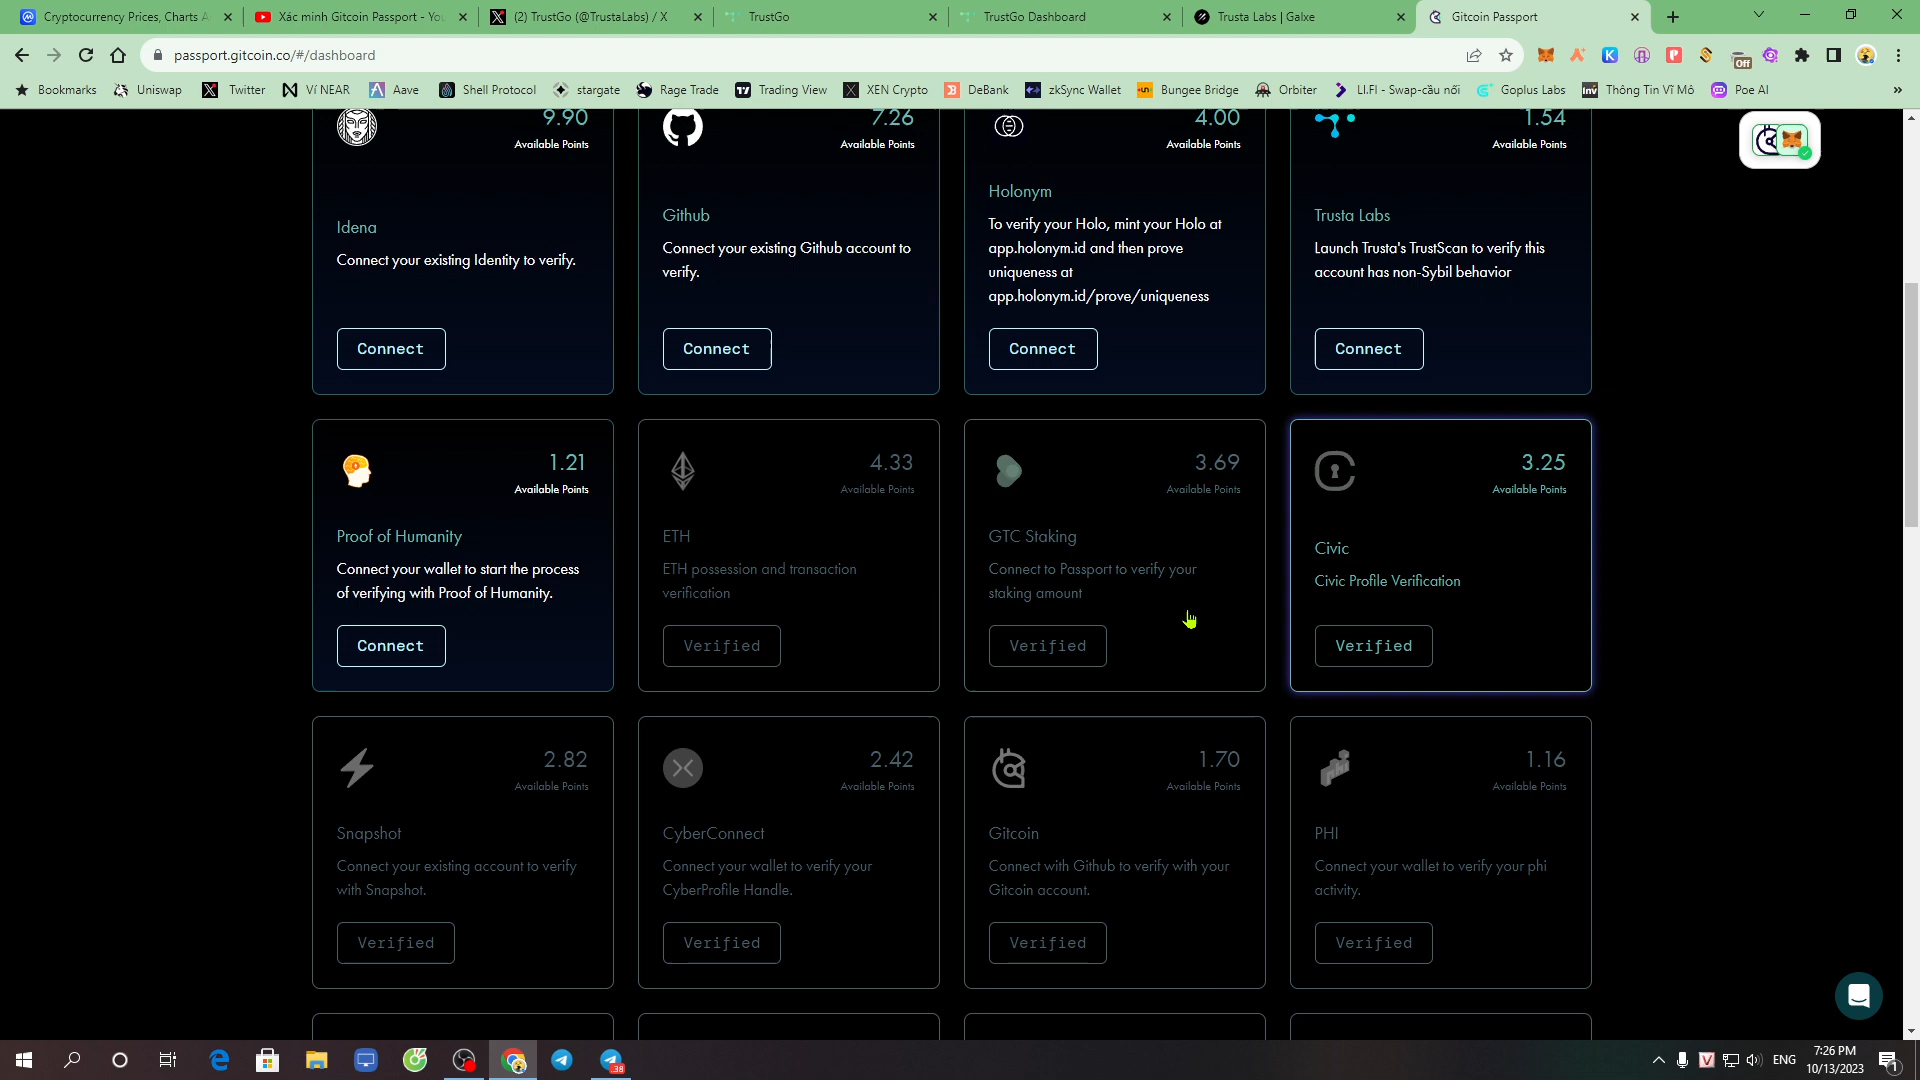 Cryptocurrency Prices, Charts A
Xác minh Gitcoin Passport - You
(2) TrustGo (@TrustaLabs) / X
TrustGo
TrustGo Dashboard
Trusta Labs | Galxe
Gitcoin Passport
passport.gitcoin.co/#/dashboard
Off
Bookmarks
Uniswap
Twitter
Ví NEAR
Aave
Shell Protocol
stargate
Rage Trade
Trading View
XEN Crypto
DeBank
zkSync Wallet
Bungee Bridge
Orbiter
LI.FI - Swap-cầu nối
Goplus Labs
Thông Tin Vĩ Mô
Poe AI
»
9.90
Available Points
Idena
Connect your existing Identity to verify.
Connect
7.26
Available Points
Github
Connect your existing Github account to
verify.
Connect
4.00
Available Points
Holonym
To verify your Holo, mint your Holo at
app.holonym.id and then prove
uniqueness at
app.holonym.id/prove/uniqueness
Connect
1.54
Available Points
Trusta Labs
Launch Trusta's TrustScan to verify this
account has non-Sybil behavior
Connect
1.21
Available Points
Proof of Humanity
Connect your wallet to start the process
of verifying with Proof of Humanity.
Connect
4.33
Available Points
ETH
ETH possession and transaction
verification
Verified
3.69
Available Points
GTC Staking
Connect to Passport to verify your
staking amount
Verified
3.25
Available Points
Civic
Civic Profile Verification
Verified
2.82
Available Points
Snapshot
Connect your existing account to verify
with Snapshot.
Verified
2.42
Available Points
CyberConnect
Connect your wallet to verify your
CyberProfile Handle.
Verified
1.70
Available Points
Gitcoin
Connect with Github to verify with your
Gitcoin account.
Verified
1.16
Available Points
PHI
Connect your wallet to verify your phi
activity.
Verified
38
ENG
7:26 PM
10/13/2023
1